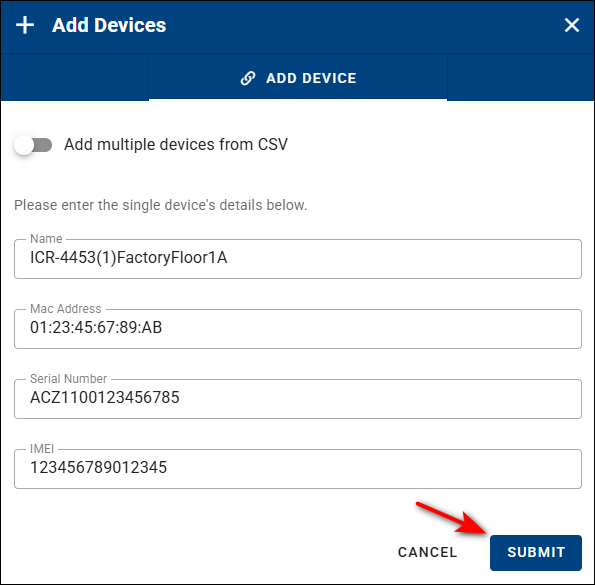 Add Devices
ADD DEVICE
Add multiple devices from CSV
Please enter the single device's details below.
Name
ICR-4453(1)FactoryFloor1A
Mac Address
01:23:45:67:89:AB
Serial Number
ACZ1100123456785
IMEI
123456789012345
CANCEL SUBMIT